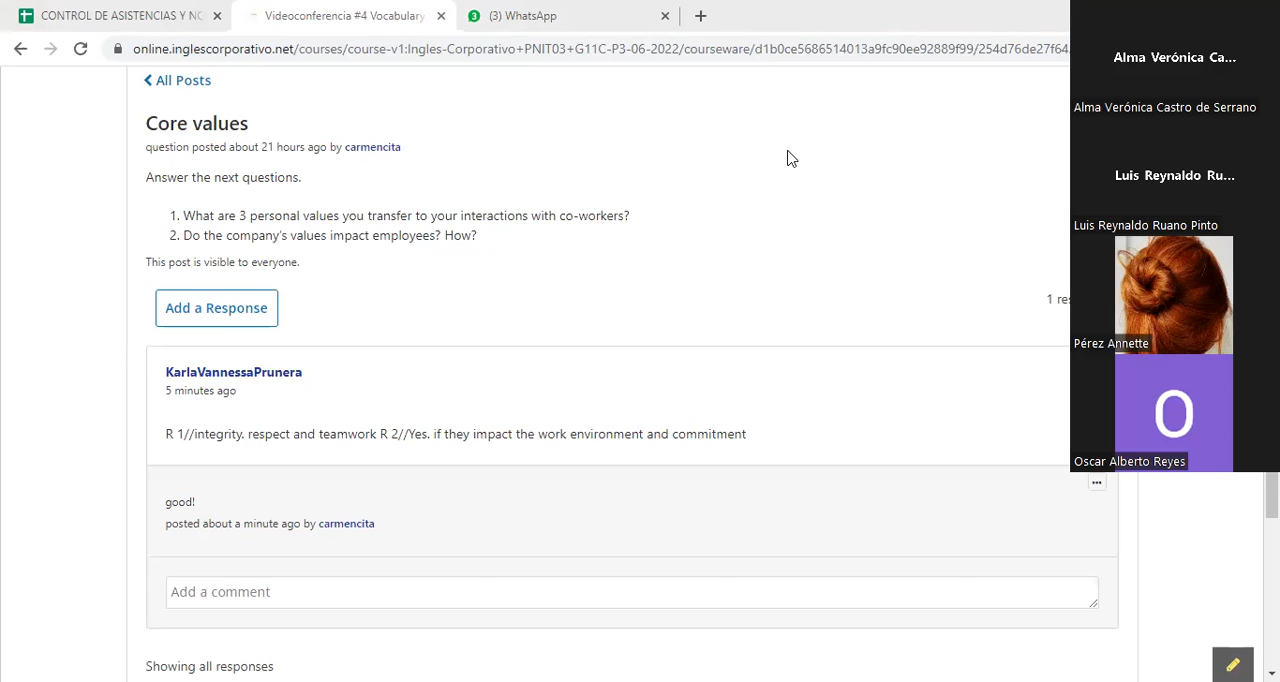 CONTROL DE ASISTENCIAS Y NO
Videoconferencia #4 Vocabulary
3 (3) WhatsApp
online.inglescorporativo.net/courses/course-v1:Ingles-Corporativo+PNIT03+G11C-P3-06-2022/courseware/d1b0ce5686514013a9fc90ee92889f99/254d76de27f64
All Posts
Core values
question posted about 21 hours ago by carmencita
Answer the next questions.
1. What are 3 personal values you transfer to your interactions with co-workers?
2. Do the company's values impact employees? How?
This post is visible to everyone.
Add a Response
1 res
KarlaVannessaPrunera
5 minutes ago
R 1//integrity. respect and teamwork R 2//Yes. if they impact the work environment and commitment
good!
posted about a minute ago by carmencita
Add a comment
Showing all responses
Alma Verónica Ca...
Alma Verónica Castro de Serrano
Luis Reynaldo Ru...
Luis Reynaldo Ruano Pinto
Pérez Annette
O
Oscar Alberto Reyes